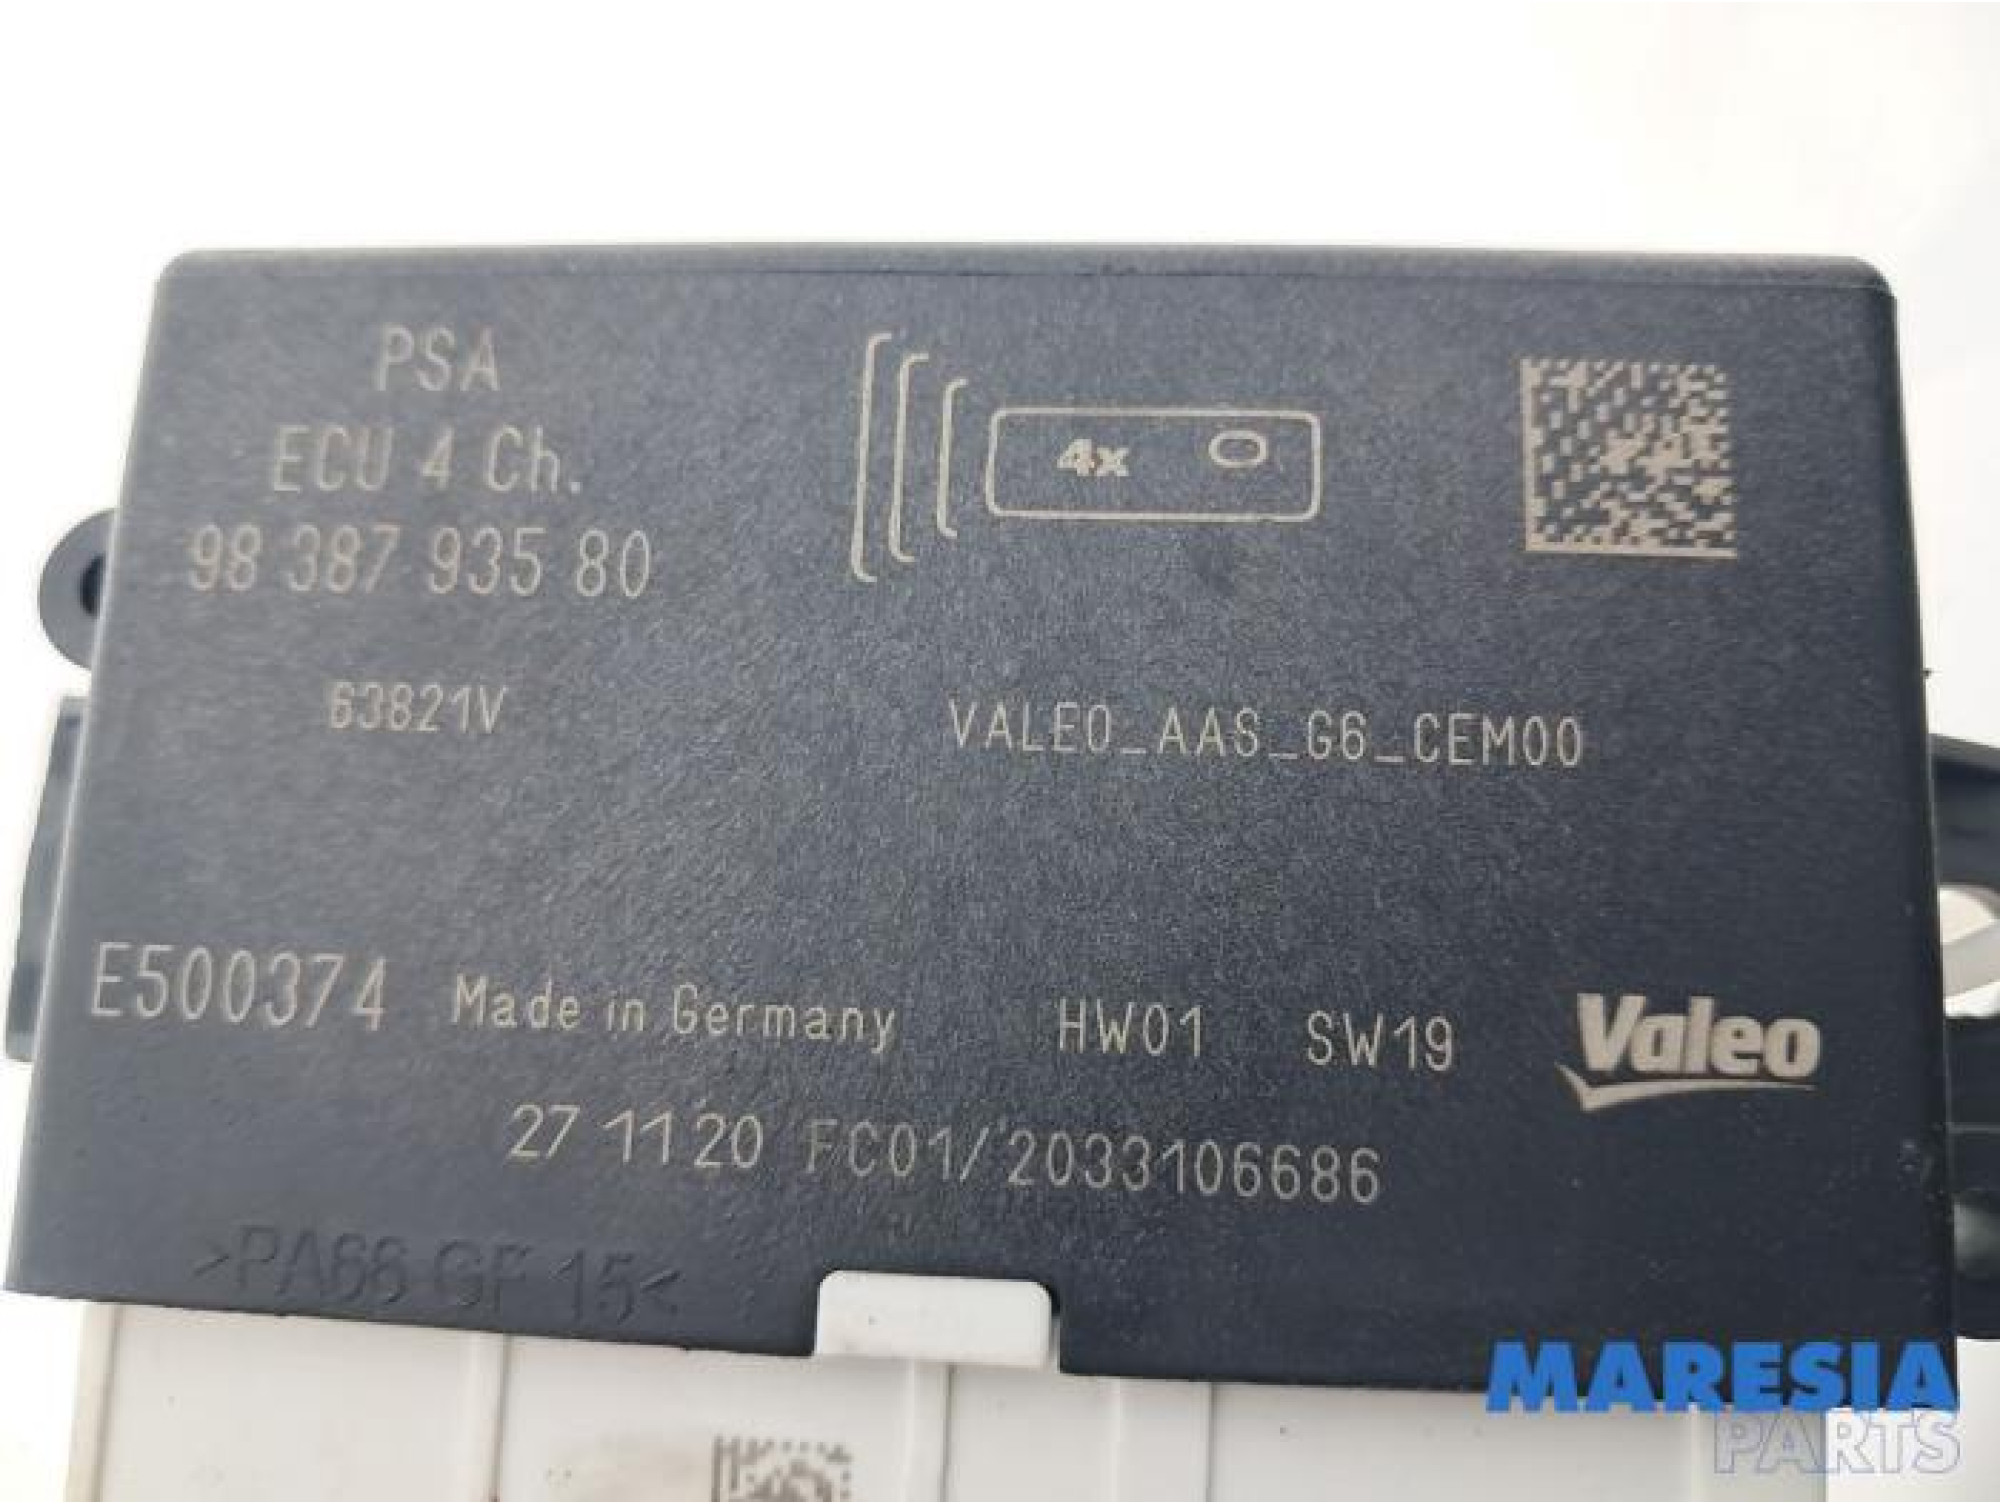 PSA
ECU 4 Ch.
98 387 935 80
4x
63821V
VALEO_AAS_G6_CEM00
E500374 Made in Germany HW01 SW19 Valeo
27 11 20 FC01/2033106686
>PA66 GF 15<
MARESIA
PARTS